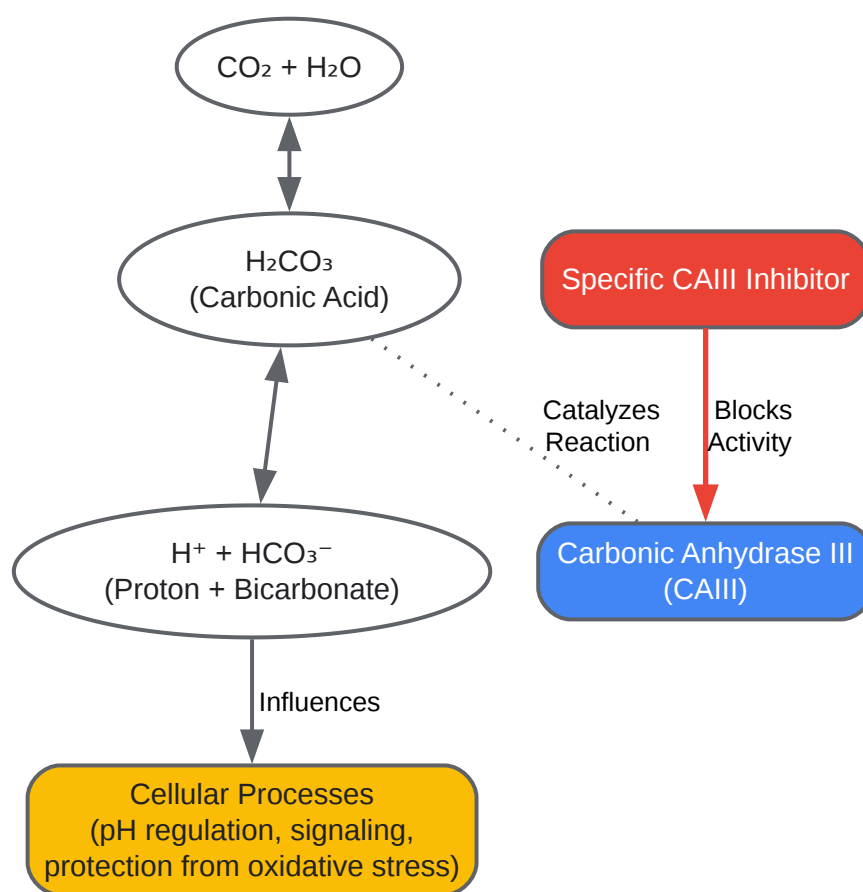 CO₂ + H₂O
H₂CO₃
(Carbonic Acid)
Specific CAIII Inhibitor
Catalyzes
Reaction
Blocks
Activity
H⁺ + HCO₃⁻
(Proton + Bicarbonate)
Carbonic Anhydrase III
(CAIII)
Influences
Cellular Processes
(pH regulation, signaling,
protection from oxidative stress)